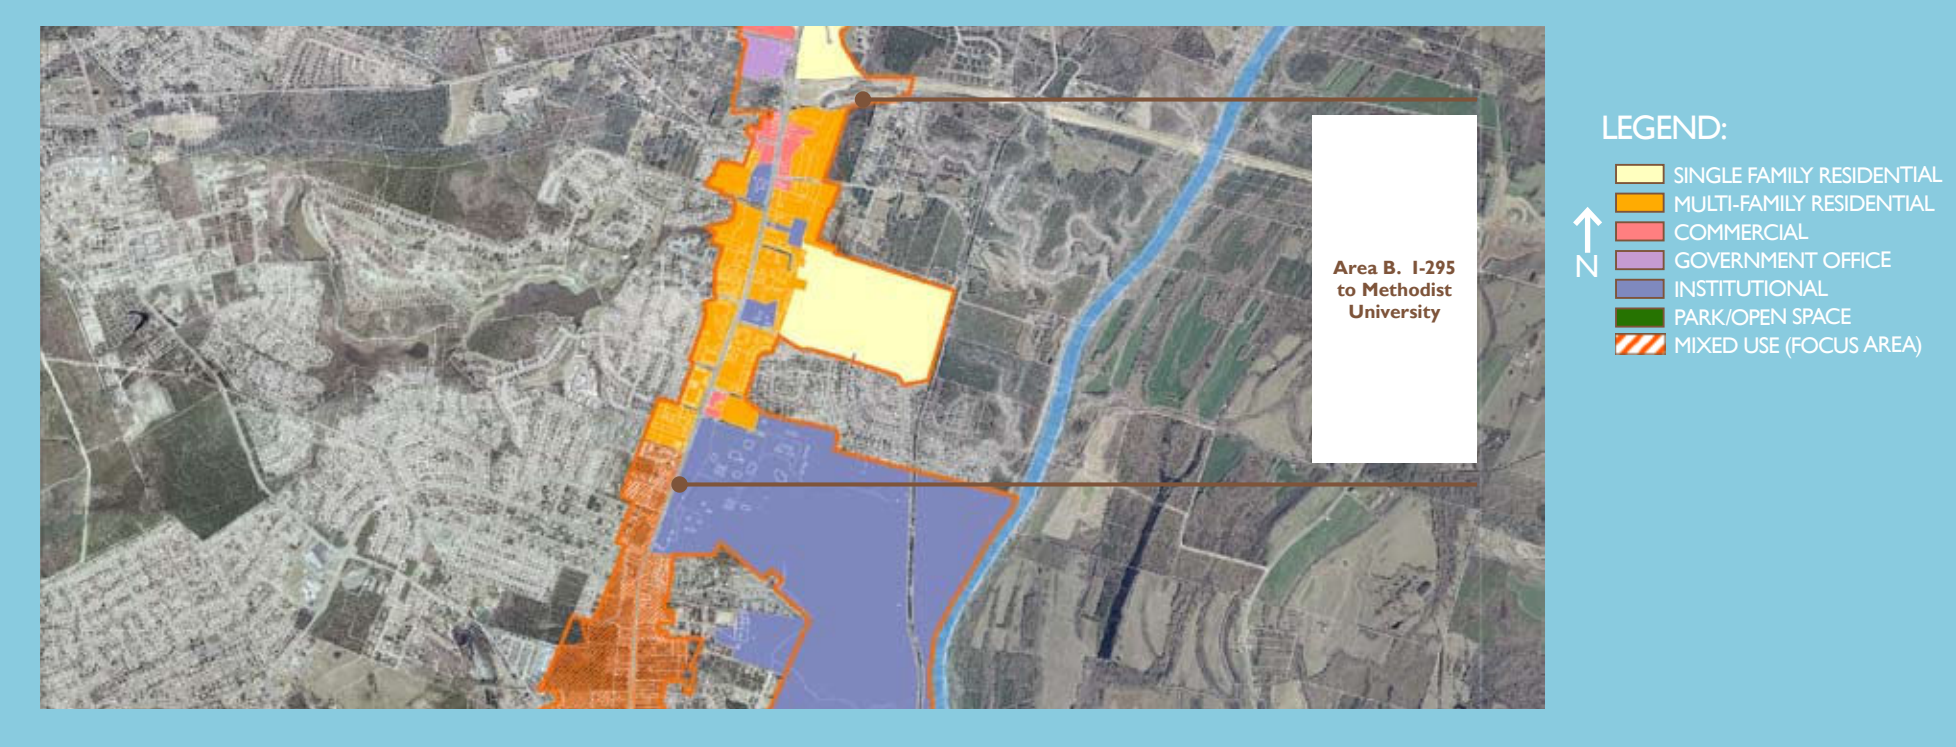 Area B. I-295
to Methodist
University
LEGEND:
SINGLE FAMILY RESIDENTIAL
MULTI-FAMILY RESIDENTIAL
COMMERCIAL
GOVERNMENT OFFICE
INSTITUTIONAL
PARK/OPEN SPACE
MIXED USE (FOCUS AREA)
N